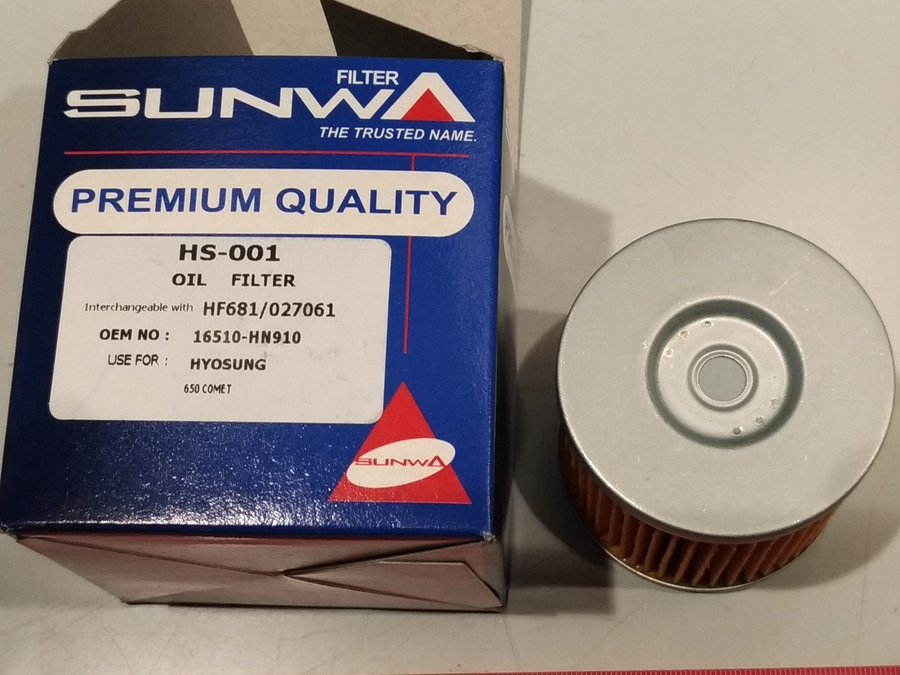 FILTER
SUNWA
THE TRUSTED NAME.
PREMIUM QUALITY
HS-001
OIL FILTER
Interchangeable with HF681/027061
OEM NO : 16510-HN910
USE FOR : HYOSUNG
650 COMET
SUNWA